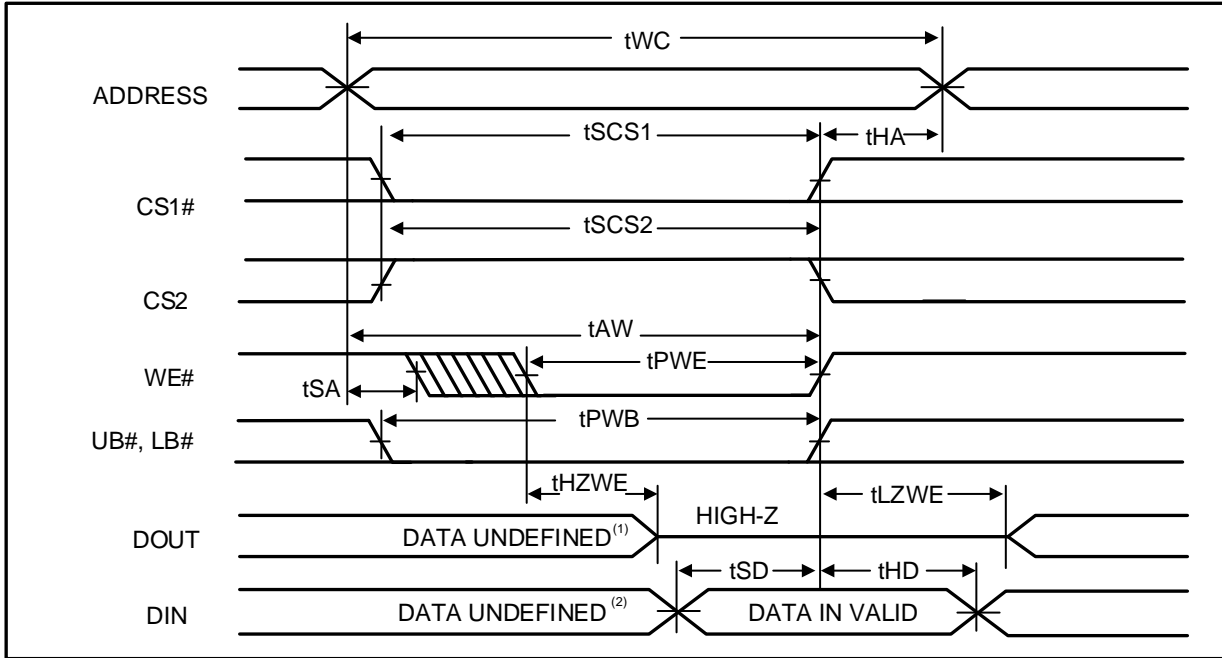 tWC
ADDRESS
tSCS1
tHA
CS1#
tSCS2
CS2
tAW
WE#
tPWE
tSA
tPWB
UB#, LB#
tHZWE
tLZWE
HIGH-Z
DOUT
DATA UNDEFINED(1)
tSD
tHD
DIN
DATA UNDEFINED (2)
DATA IN VALID